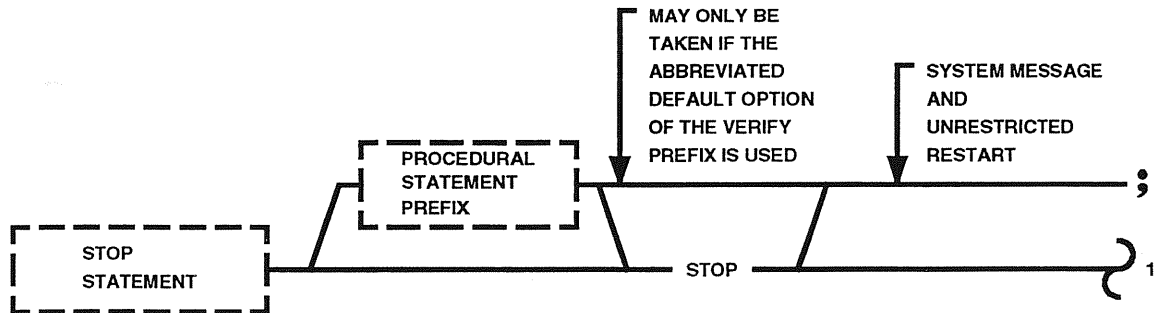 MAY ONLY BE
TAKEN IF THE
ABBREVIATED
DEFAULT OPTION
OF THE VERIFY
PREFIX IS USED
SYSTEM MESSAGE
AND
UNRESTRICTED
RESTART
PROCEDURAL
STATEMENT
PREFIX
;
STOP
STATEMENT
STOP
1